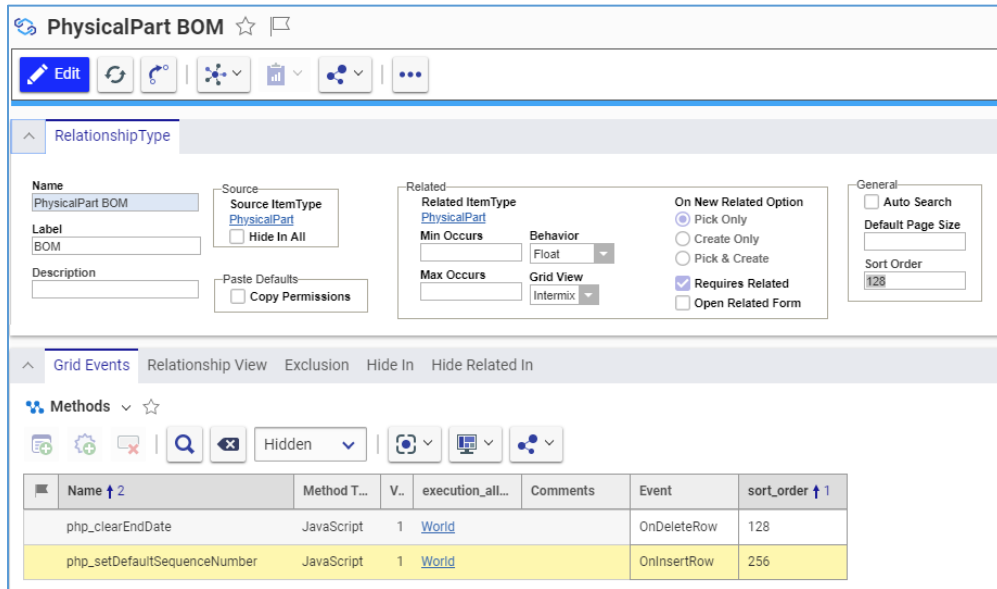 PhysicalPart BOM
Edit
RelationshipType
Name
PhysicalPart BOM
Label
BOM
Description
Source
Source ItemType
PhysicalPart
Hide In All
Paste Defaults
Copy Permissions
Related
Related ItemType
PhysicalPart
Min Occurs
Behavior
Float
Max Occurs
Grid View
Intermix
On New Related Option
Pick Only
Create Only
Pick & Create
Requires Related
Open Related Form
General
Auto Search
Default Page Size
Sort Order
128
Grid Events Relationship View Exclusion Hide In Hide Related In
Methods
Hidden
Name 2 Method T... V.. execution_all... Comments Event sort_order 1
php_clearEndDate JavaScript 1 World OnDeleteRow 128
php_setDefaultSequenceNumber JavaScript 1 World OnInsertRow 256